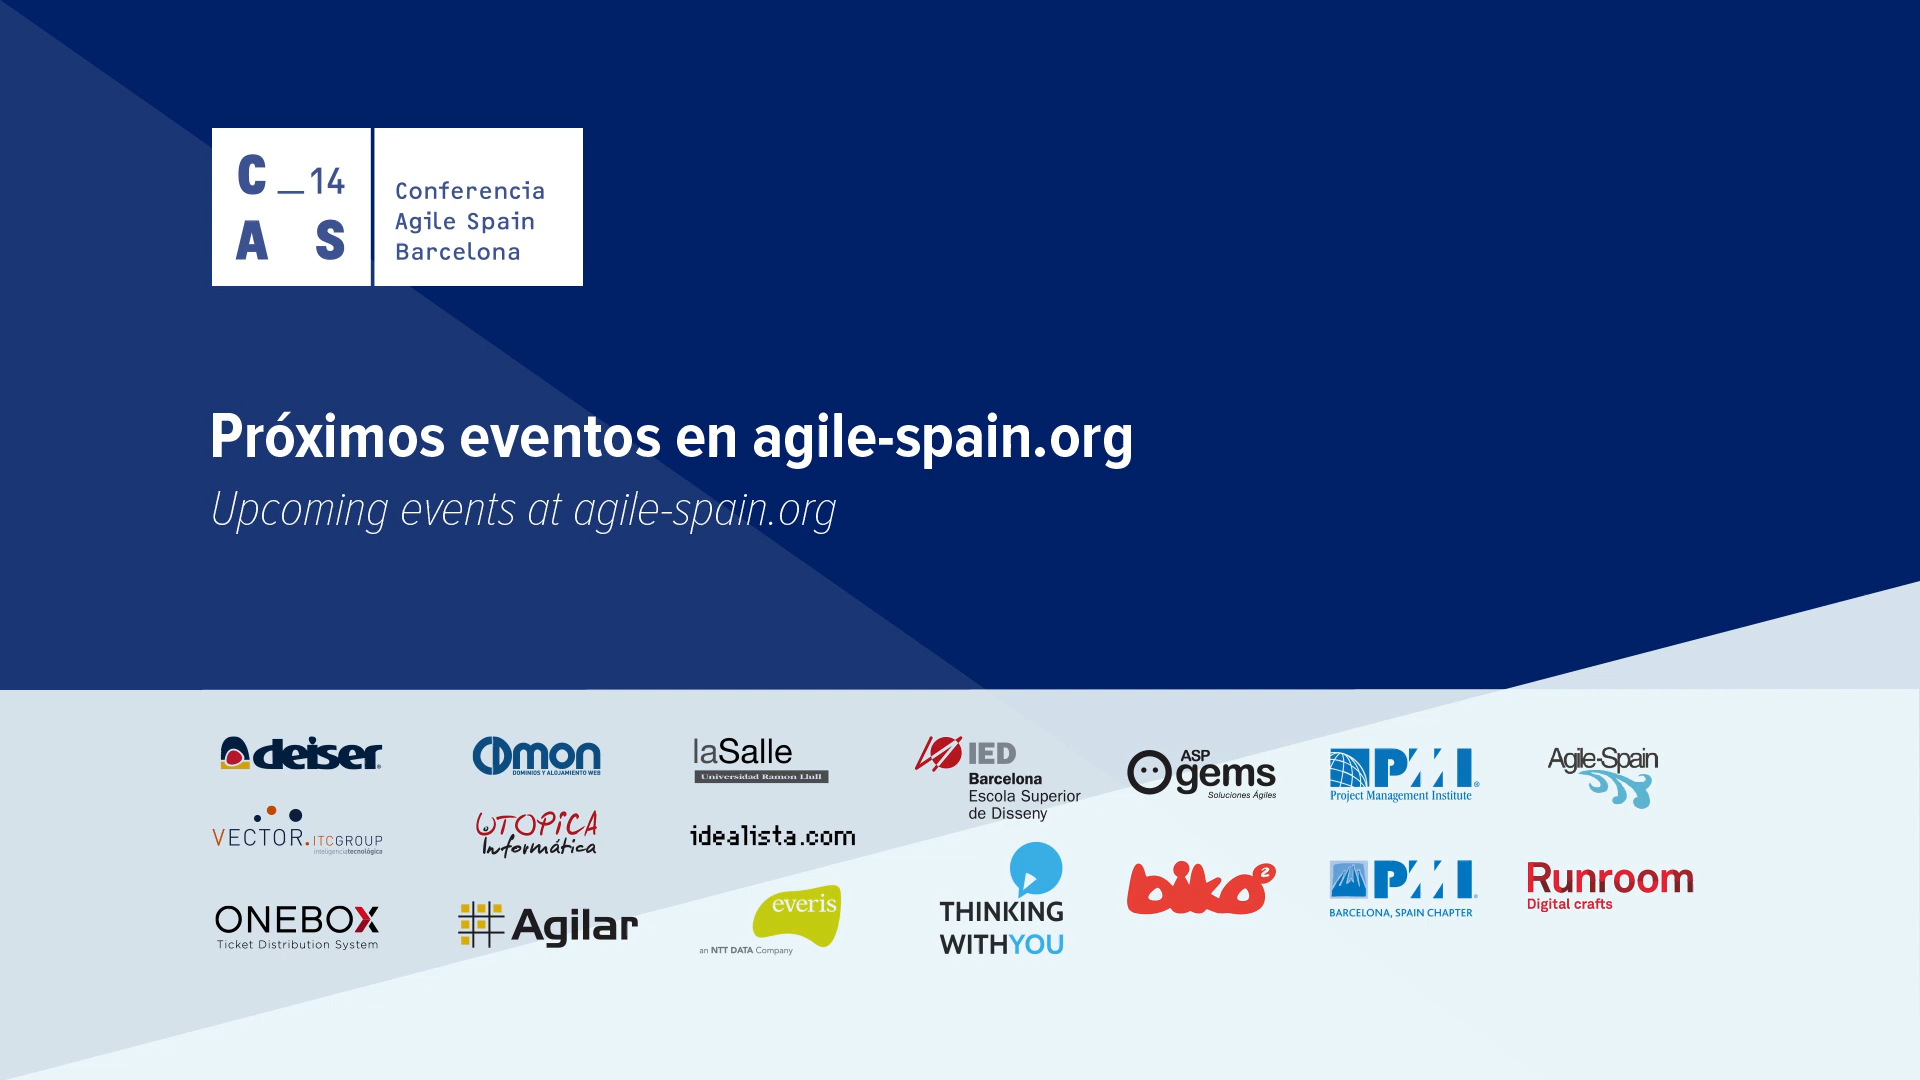 C_14
A S
Conferencia
Agile Spain
Barcelona
Próximos eventos en agile-spain.org
Upcoming events at agile-spain.org
deiser
CDmon
DOMINIOS Y ALOJAMIENTO WEB
laSalle
Universidad Ramon Llull
IED
Barcelona
Escola Superior
de Disseny
ASP
gems
Soluciones Ágiles
PMI
Project Management Institute
Agile-Spain
VECTOR.ITCGROUP
inteligenciatecnológica
UTOPICA
Informática
idealista.com
ONEBOX
Ticket Distribution System
Agilar
everis
an NTT DATA Company
THINKING
WITHYOU
biko2
PMI
BARCELONA, SPAIN CHAPTER
Runroom
Digital crafts